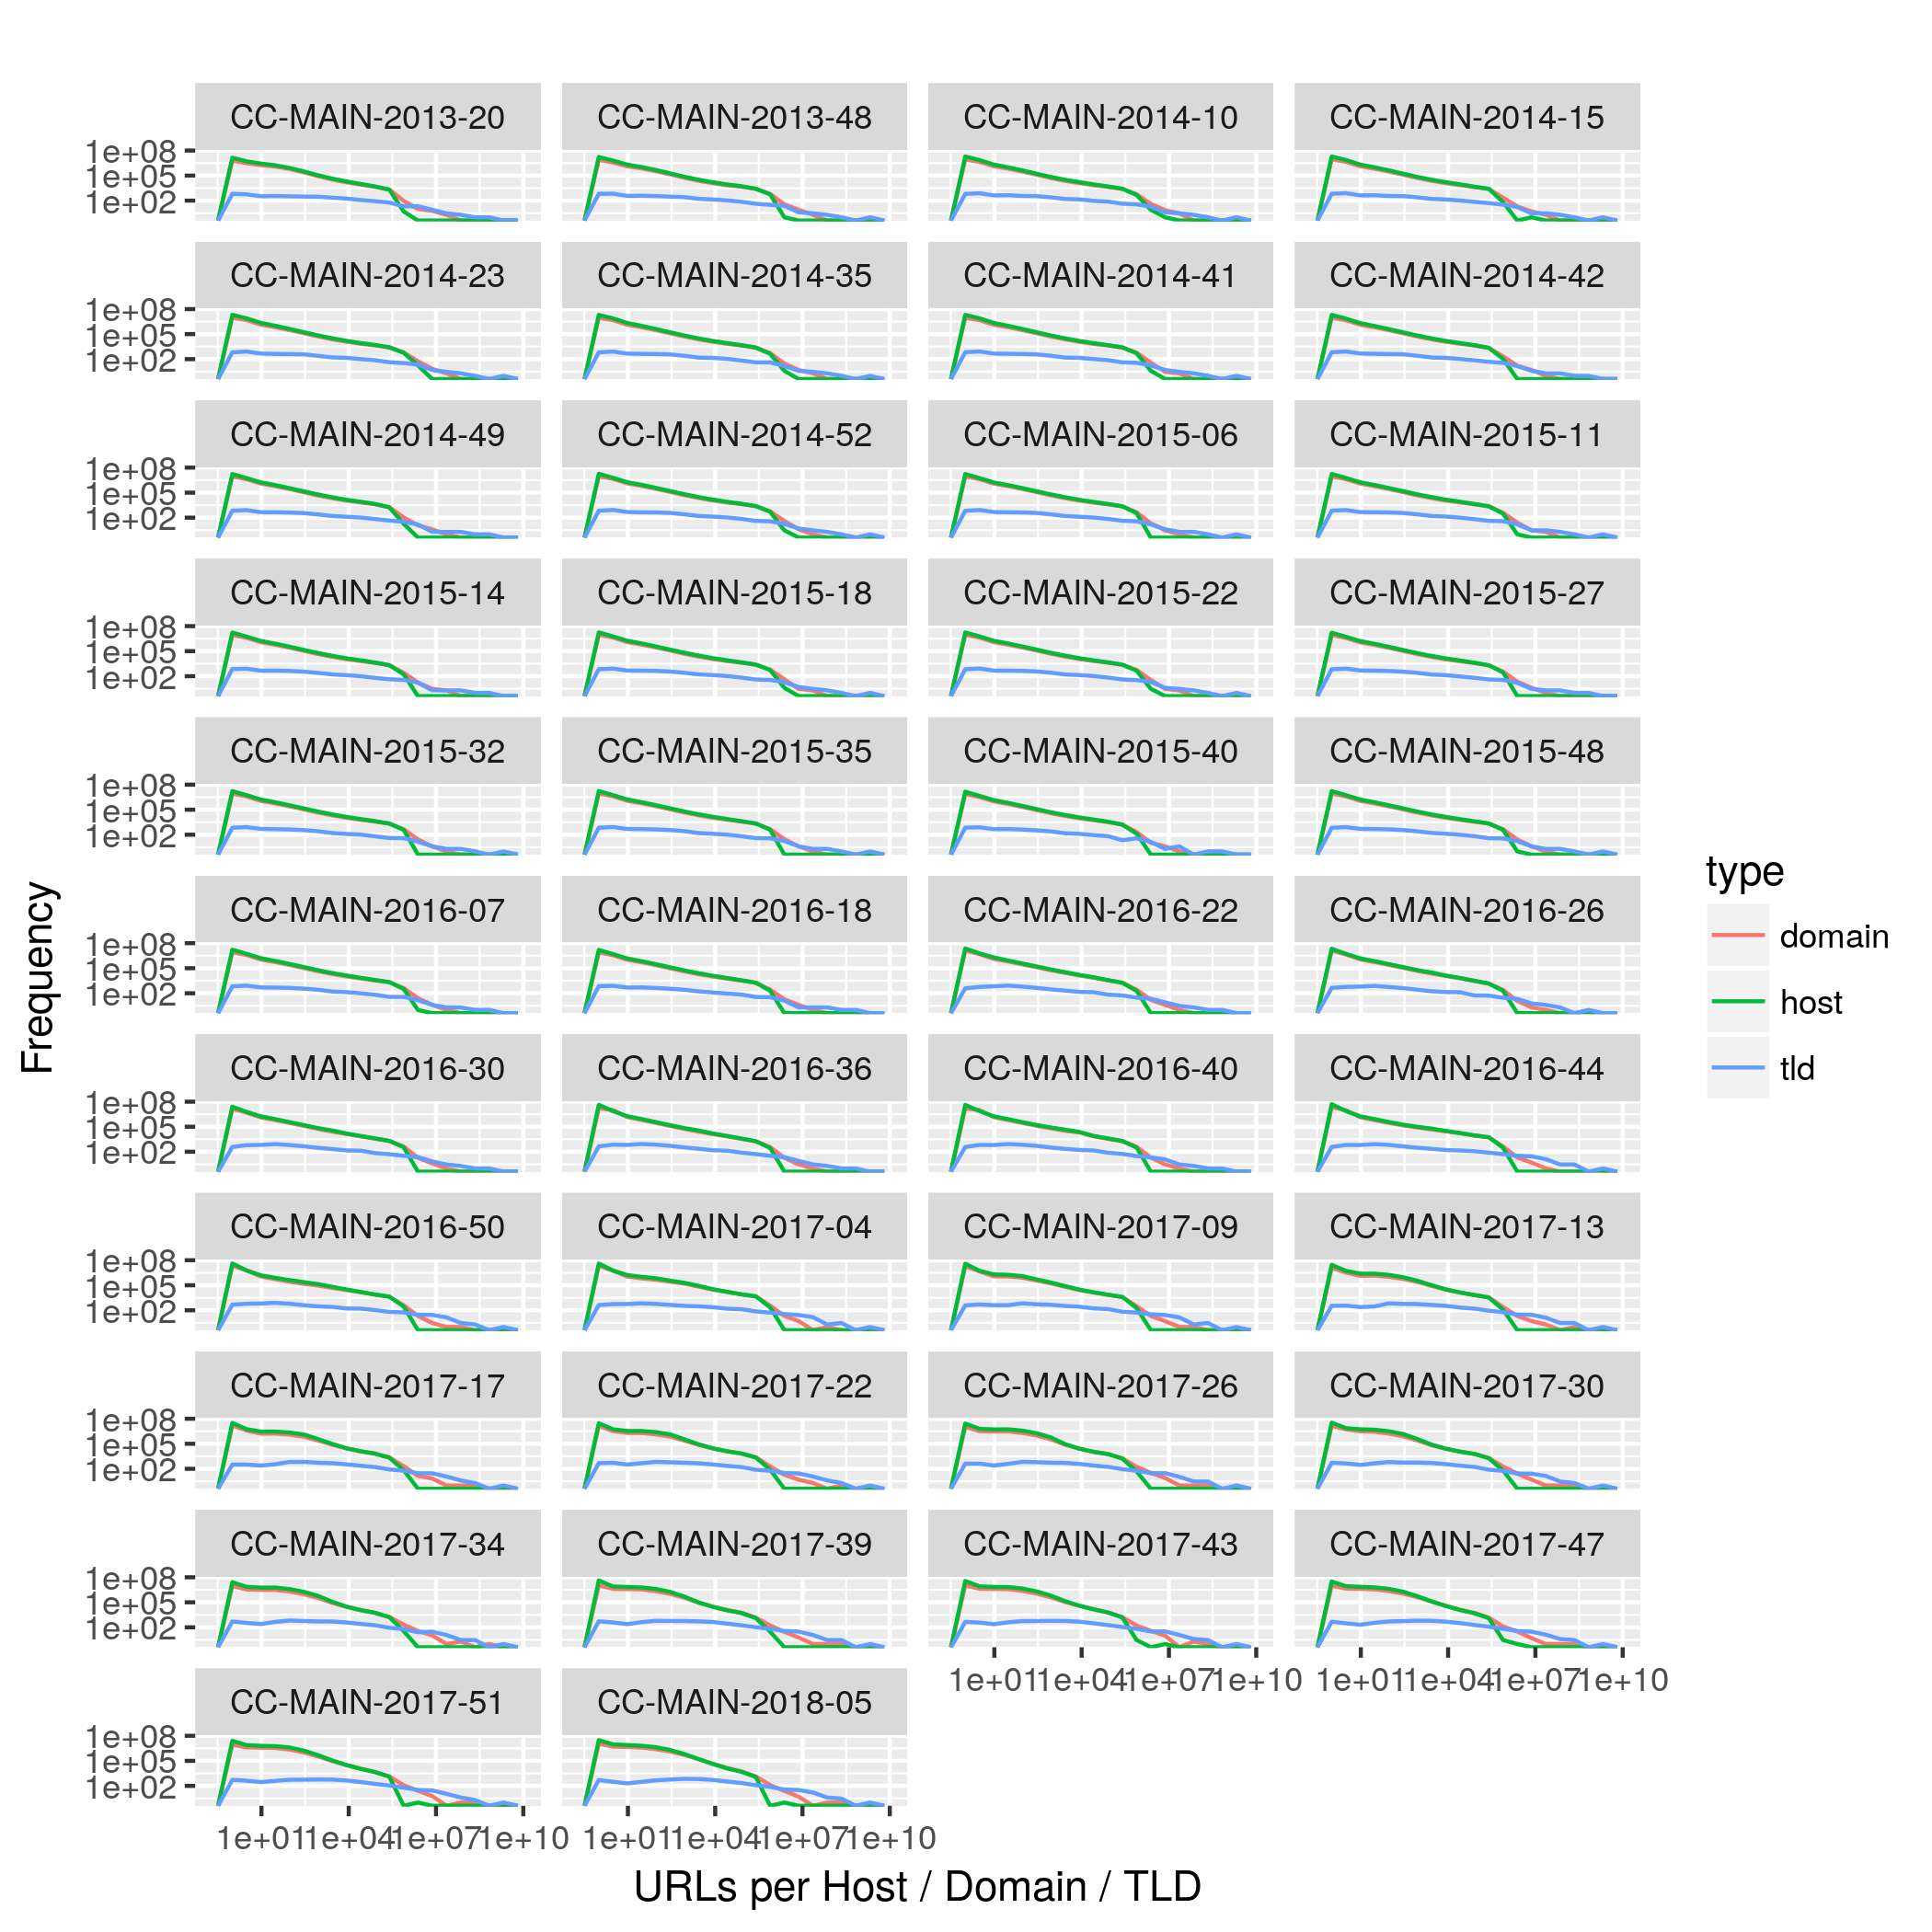 CC-MAIN-2013-20 CC-MAIN-2013-48 CC-MAIN-2014-10 CC-MAIN-2014-15
1e+08
1e+05
1e+02
CC-MAIN-2014-23 CC-MAIN-2014-35 CC-MAIN-2014-41 CC-MAIN-2014-42
1e+08
1e+05
1e+02
CC-MAIN-2014-49 CC-MAIN-2014-52 CC-MAIN-2015-06 CC-MAIN-2015-11
1e+08
1e+05
1e+02
CC-MAIN-2015-14 CC-MAIN-2015-18 CC-MAIN-2015-22 CC-MAIN-2015-27
1e+08
1e+05
1e+02
CC-MAIN-2015-32 CC-MAIN-2015-35 CC-MAIN-2015-40 CC-MAIN-2015-48
1e+08
1e+05
1e+02
CC-MAIN-2016-07 CC-MAIN-2016-18 CC-MAIN-2016-22 CC-MAIN-2016-26
1e+08
1e+05
1e+02
CC-MAIN-2016-30 CC-MAIN-2016-36 CC-MAIN-2016-40 CC-MAIN-2016-44
1e+08
1e+05
1e+02
CC-MAIN-2016-50 CC-MAIN-2017-04 CC-MAIN-2017-09 CC-MAIN-2017-13
1e+08
1e+05
1e+02
CC-MAIN-2017-17 CC-MAIN-2017-22 CC-MAIN-2017-26 CC-MAIN-2017-30
1e+08
1e+05
1e+02
CC-MAIN-2017-34 CC-MAIN-2017-39 CC-MAIN-2017-43 CC-MAIN-2017-47
1e+08
1e+05
1e+02
1e+01 1e+04 1e+07 1e+10 1e+01 1e+04 1e+07 1e+10
CC-MAIN-2017-51 CC-MAIN-2018-05
1e+08
1e+05
1e+02
1e+01 1e+04 1e+07 1e+10 1e+01 1e+04 1e+07 1e+10
URLs per Host / Domain / TLD
Frequency
type
domain
host
tld